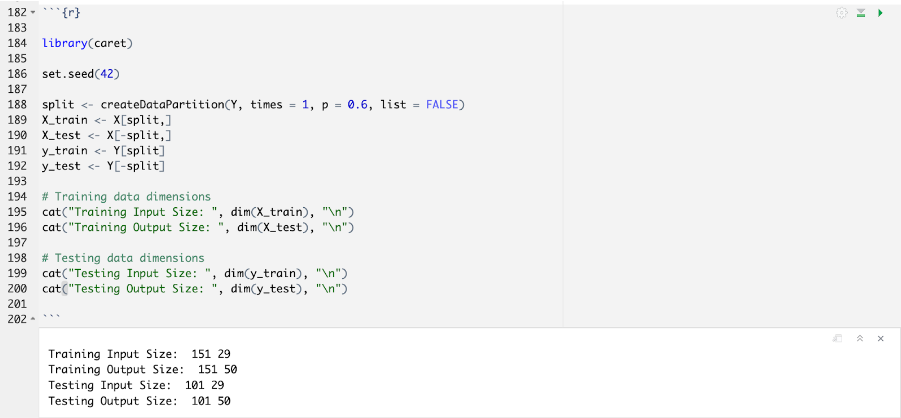 182 ```{r}
183
184 library(caret)
185
186 set.seed(42)
187
188 split <- createDataPartition(Y, times = 1, p = 0.6, list = FALSE)
189 X_train <- X[split,]
190 X_test <- X[-split,]
191 y_train <- Y[split]
192 y_test <- Y[-split]
193
194 # Training data dimensions
195 cat("Training Input Size: ", dim(X_train), "\n")
196 cat("Training Output Size: ", dim(X_test), "\n")
197
198 # Testing data dimensions
199 cat("Testing Input Size: ", dim(y_train), "\n")
200 cat("Testing Output Size: ", dim(y_test), "\n")
201
202 ```
Training Input Size:  151 29
Training Output Size:  151 50
Testing Input Size:  101 29
Testing Output Size:  101 50